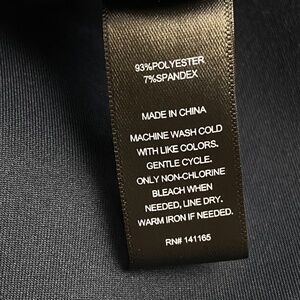 93%POLYESTER
7%SPANDEX
MADE IN CHINA
MACHINE WASH COLD
WITH LIKE COLORS.
GENTLE CYCLE.
ONLY NON-CHLORINE
BLEACH WHEN
NEEDED, LINE DRY.
WARM IRON IF NEEDED.
RN# 141165